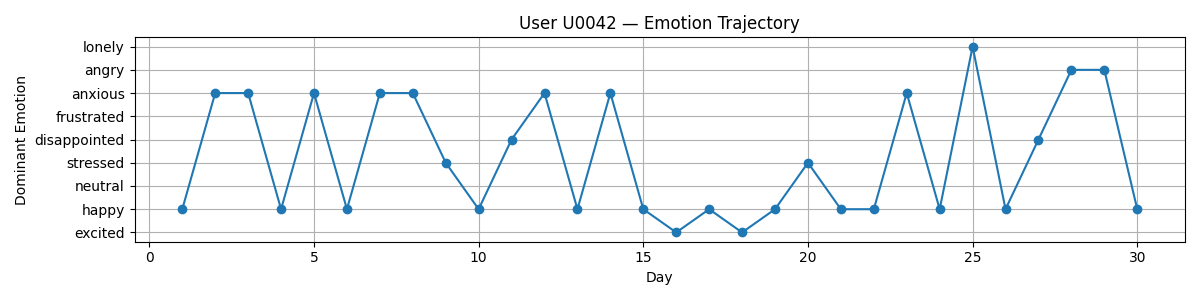 User U0042 — Emotion Trajectory
Dominant Emotion
lonely
angry
anxious
frustrated
disappointed
stressed
neutral
happy
excited
0 5 10 15 20 25 30
Day